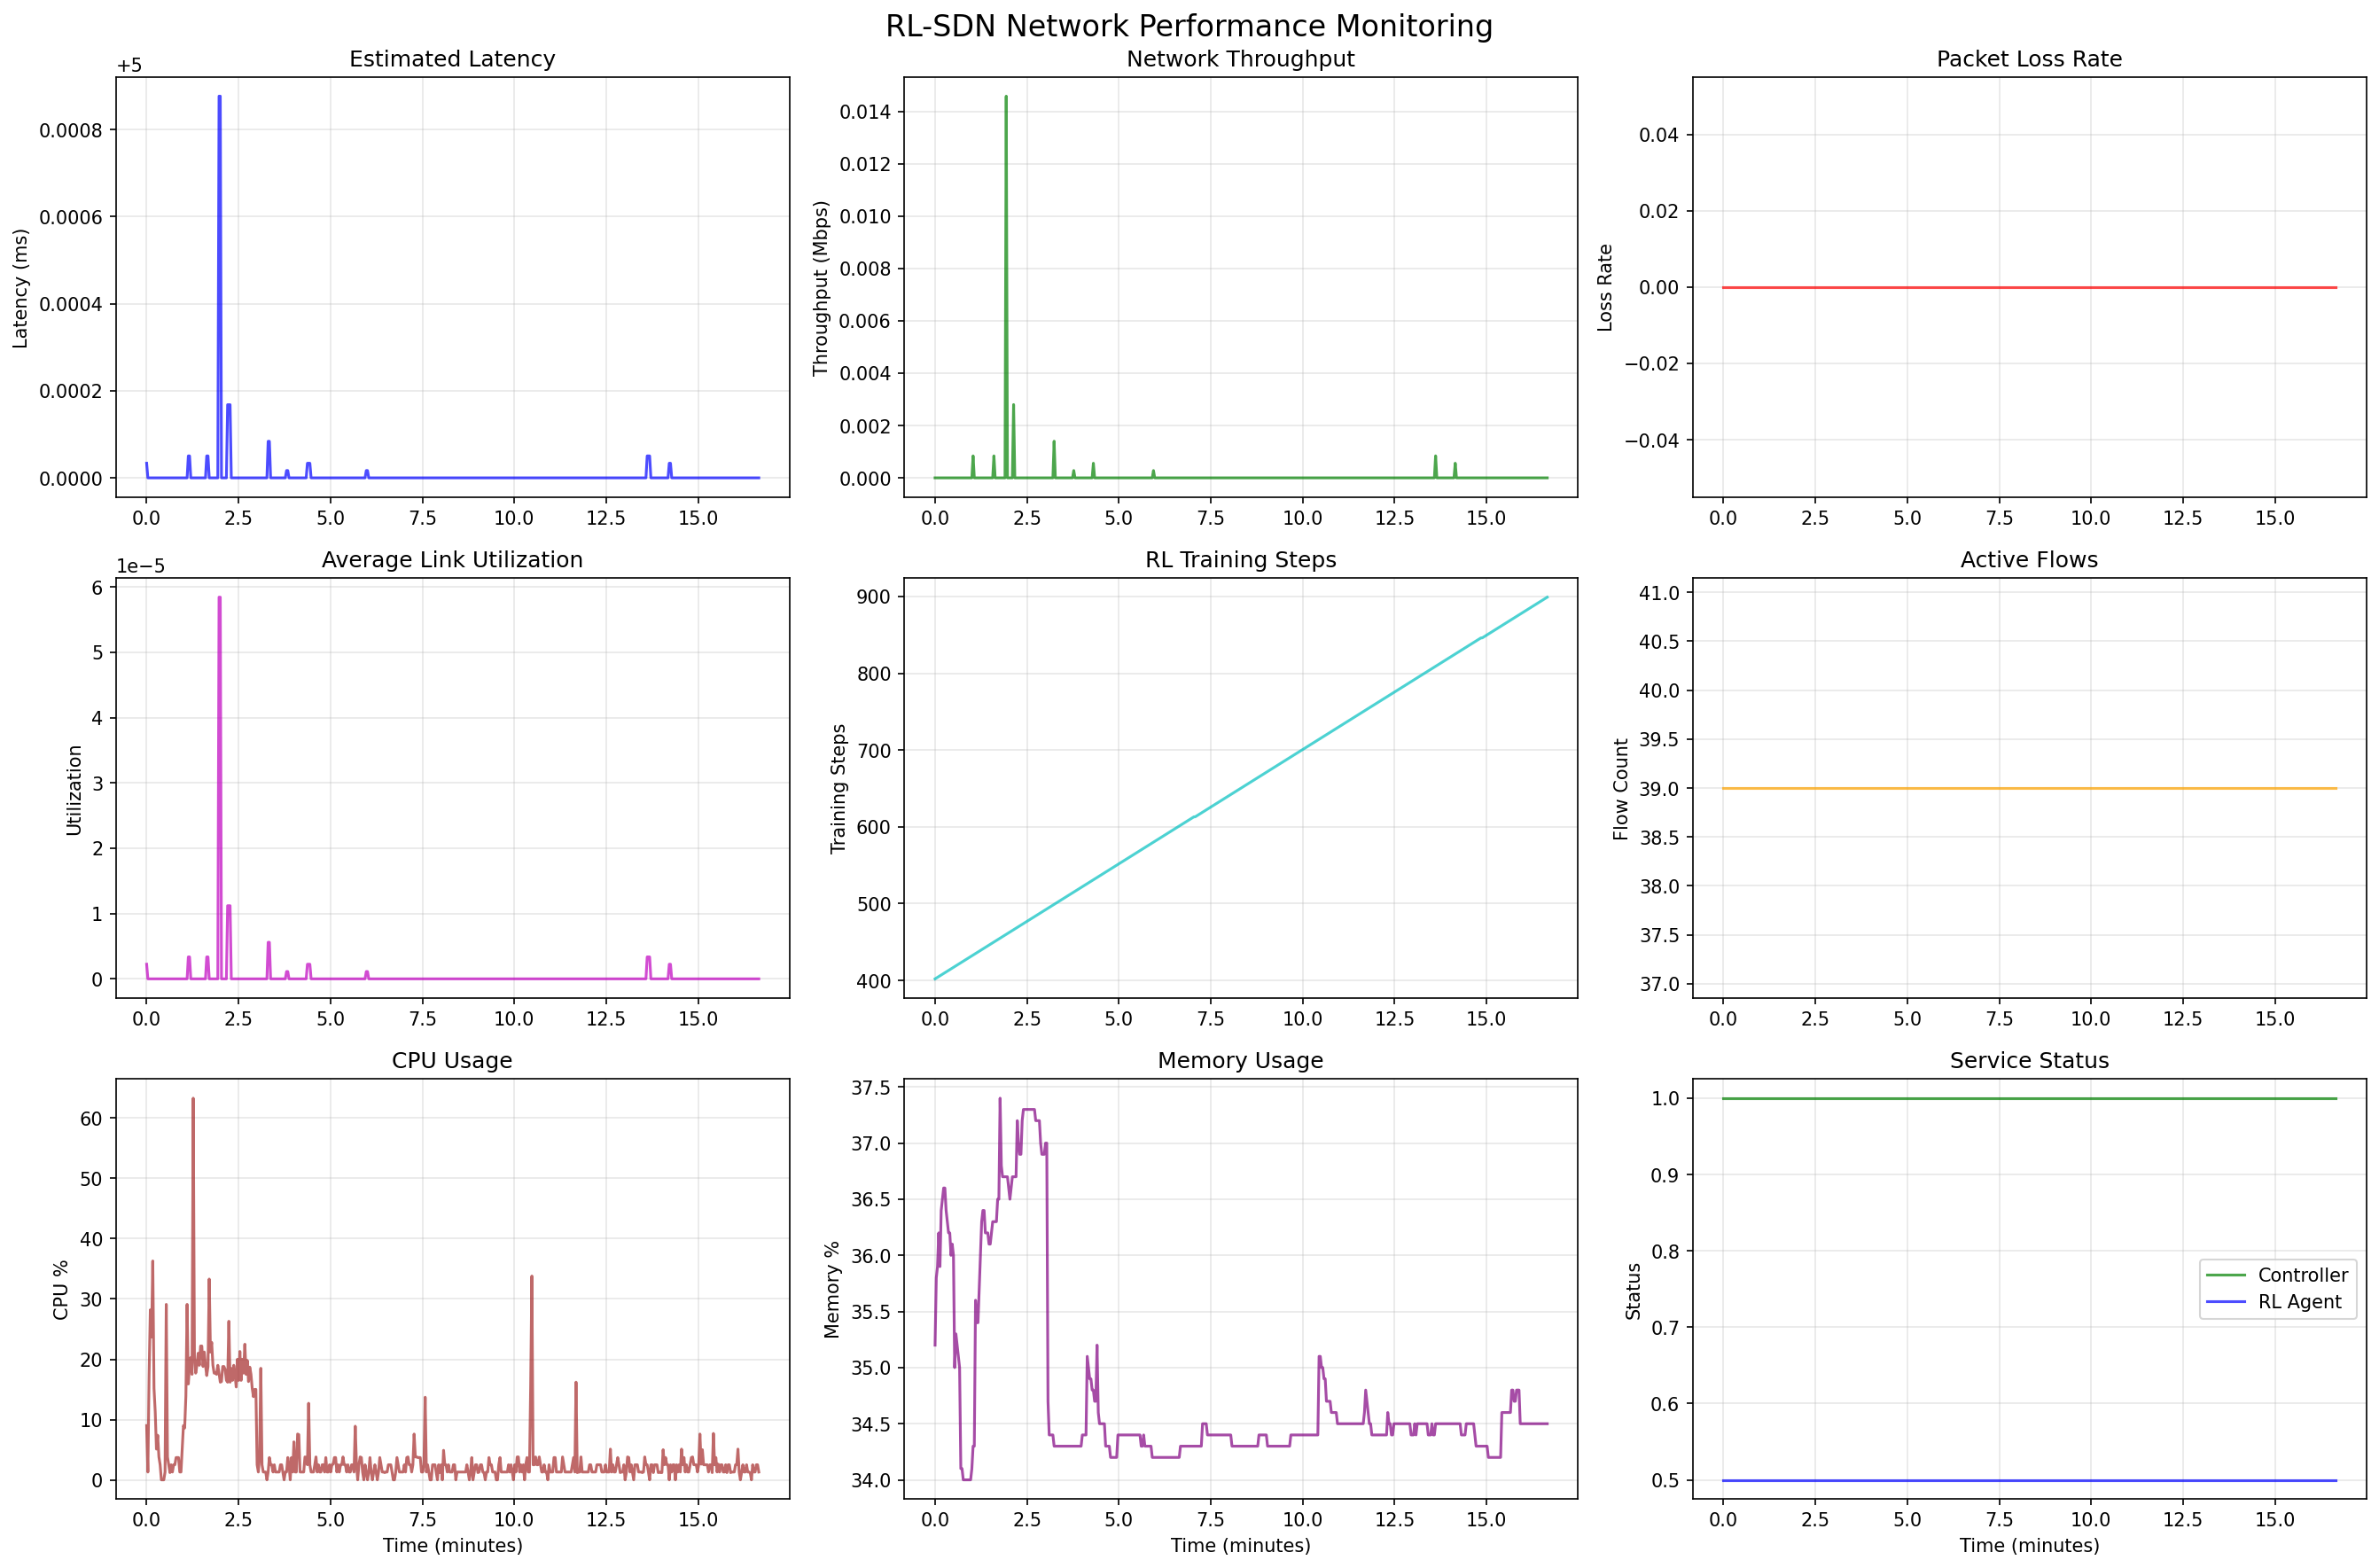 RL-SDN Network Performance Monitoring
Estimated Latency
+5
Latency (ms)
0.0008
0.0006
0.0004
0.0002
0.0000
0.0 2.5 5.0 7.5 10.0 12.5 15.0
Network Throughput
Throughput (Mbps)
0.014
0.012
0.010
0.008
0.006
0.004
0.002
0.000
0.0 2.5 5.0 7.5 10.0 12.5 15.0
Packet Loss Rate
Loss Rate
0.04
0.02
0.00
−0.02
−0.04
0.0 2.5 5.0 7.5 10.0 12.5 15.0
Average Link Utilization
1e−5
Utilization
6
5
4
3
2
1
0
0.0 2.5 5.0 7.5 10.0 12.5 15.0
RL Training Steps
Training Steps
900
800
700
600
500
400
0.0 2.5 5.0 7.5 10.0 12.5 15.0
Active Flows
Flow Count
41.0
40.5
40.0
39.5
39.0
38.5
38.0
37.5
37.0
0.0 2.5 5.0 7.5 10.0 12.5 15.0
CPU Usage
CPU %
60
50
40
30
20
10
0
0.0 2.5 5.0 7.5 10.0 12.5 15.0
Time (minutes)
Memory Usage
Memory %
37.5
37.0
36.5
36.0
35.5
35.0
34.5
34.0
0.0 2.5 5.0 7.5 10.0 12.5 15.0
Time (minutes)
Service Status
Status
1.0
0.9
0.8
0.7
0.6
0.5
Controller
RL Agent
0.0 2.5 5.0 7.5 10.0 12.5 15.0
Time (minutes)